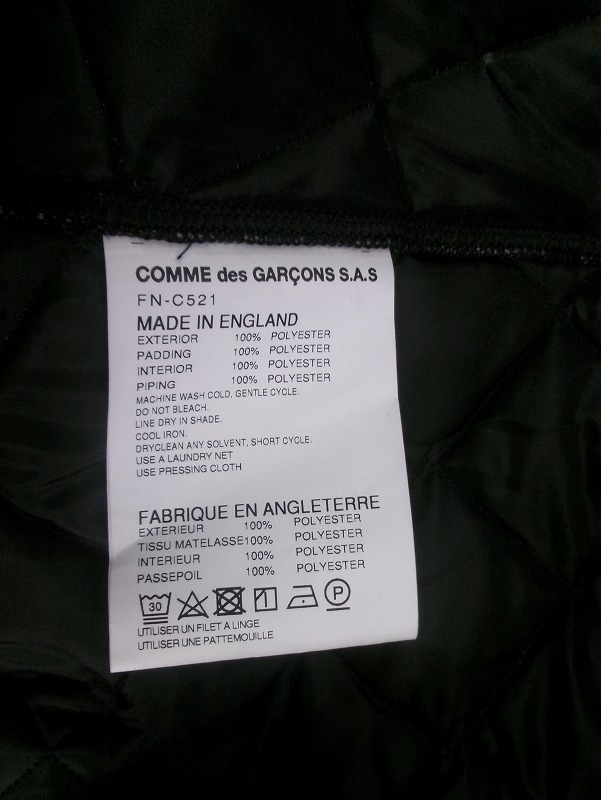 COMME des GARÇONS S.A.S
FN-C521
MADE IN ENGLAND
EXTERIOR 100% POLYESTER
PADDING 100% POLYESTER
INTERIOR 100% POLYESTER
PIPING 100% POLYESTER
MACHINE WASH COLD, GENTLE CYCLE.
DO NOT BLEACH.
LINE DRY IN SHADE.
COOL IRON.
DRYCLEAN ANY SOLVENT, SHORT CYCLE.
USE A LAUNDRY NET
USE PRESSING CLOTH
FABRIQUE EN ANGLETERRE
EXTERIEUR 100% POLYESTER
TISSU MATELASSE100% POLYESTER
INTERIEUR 100% POLYESTER
PASSEPOIL 100% POLYESTER
30 P
UTILISER UN FILET A LINGE
UTILISER UNE PATTEMOUILLE